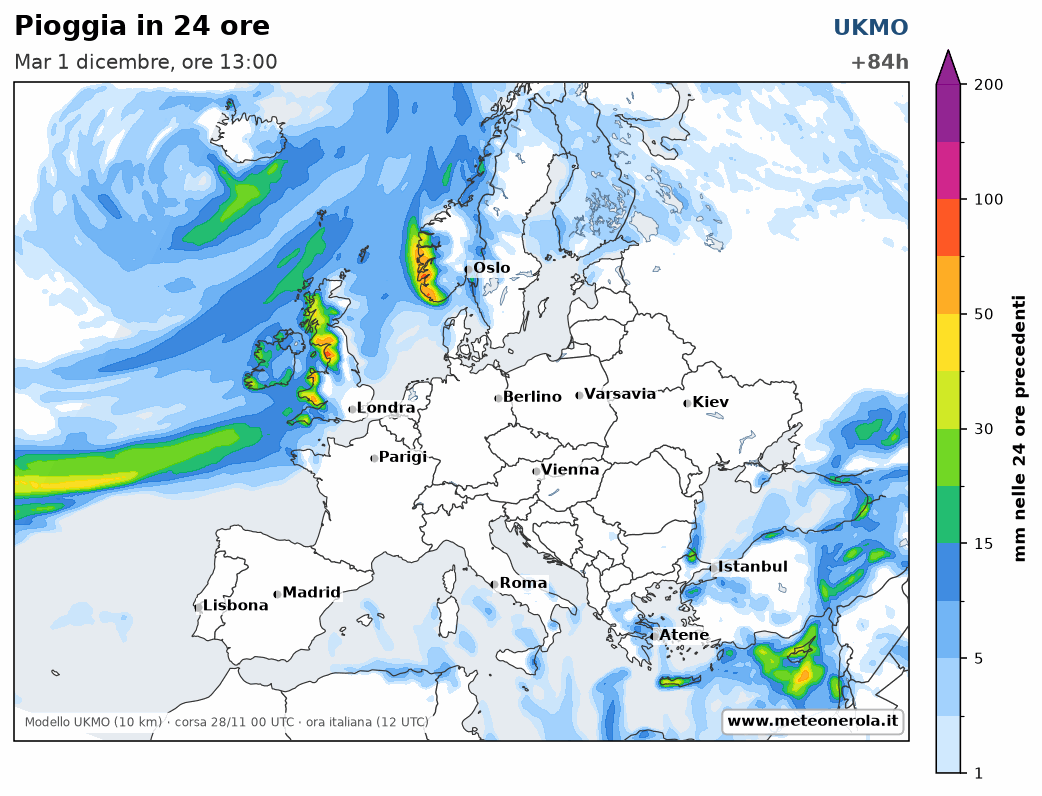 Pioggia in 24 ore
UKMO
Mar 1 dicembre, ore 13:00
+84h
200
100
50
30
15
5
1
mm nelle 24 ore precedenti
Oslo
Londra
Berlino
Varsavia
Kiev
Parigi
Vienna
Istanbul
Madrid
Roma
Lisbona
Atene
Modello UKMO (10 km) · corsa 28/11 00 UTC · ora italiana (12 UTC)
www.meteonerola.it